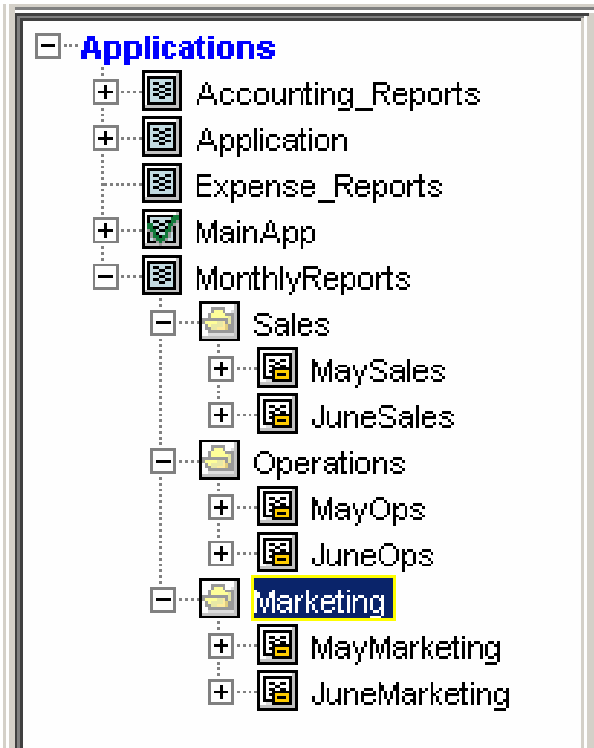 Applications
Accounting_Reports
Application
Expense_Reports
MainApp
MonthlyReports
Sales
MaySales
JuneSales
Operations
MayOps
JuneOps
Marketing
MayMarketing
JuneMarketing